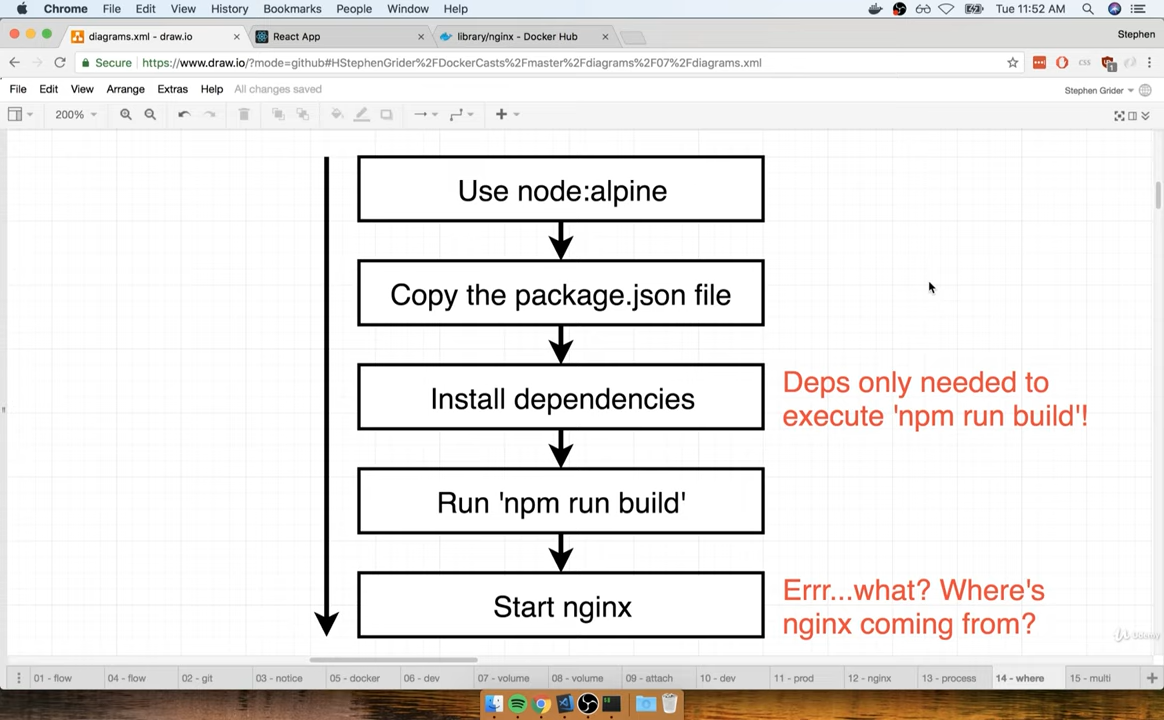 Chrome File Edit View History Bookmarks People Window Help Tue 11:52 AM
diagrams.xml - draw.io React App library/nginx - Docker Hub Stephen
Secure https://www.draw.io/?mode=github#HStephenGrider%2FDockerCasts%2Fmaster%2Fdiagrams%2F07%2Fdiagrams.xml
File Edit View Arrange Extras Help All changes saved Stephen Grider
200%
Use node:alpine
Copy the package.json file
Install dependencies
Deps only needed to
execute 'npm run build'!
Run 'npm run build'
Start nginx
Errr...what? Where's
nginx coming from?
Udemy
01 - flow 04 - flow 02 - git 03 - notice 05 - docker 06 - dev 07 - volume 08 - volume 09 - attach 10 - dev 11 - prod 12 - nginx 13 - process 14 - where 15 - multi